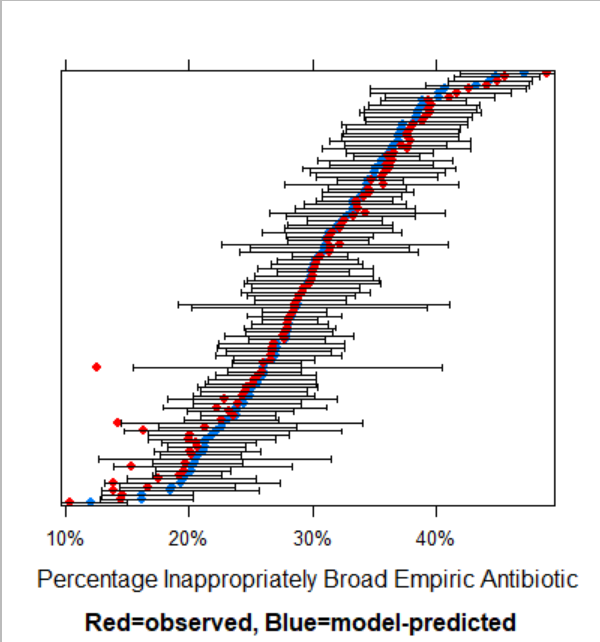 10% 20% 30% 40%
Percentage Inappropriately Broad Empiric Antibiotic
Red=observed, Blue=model-predicted